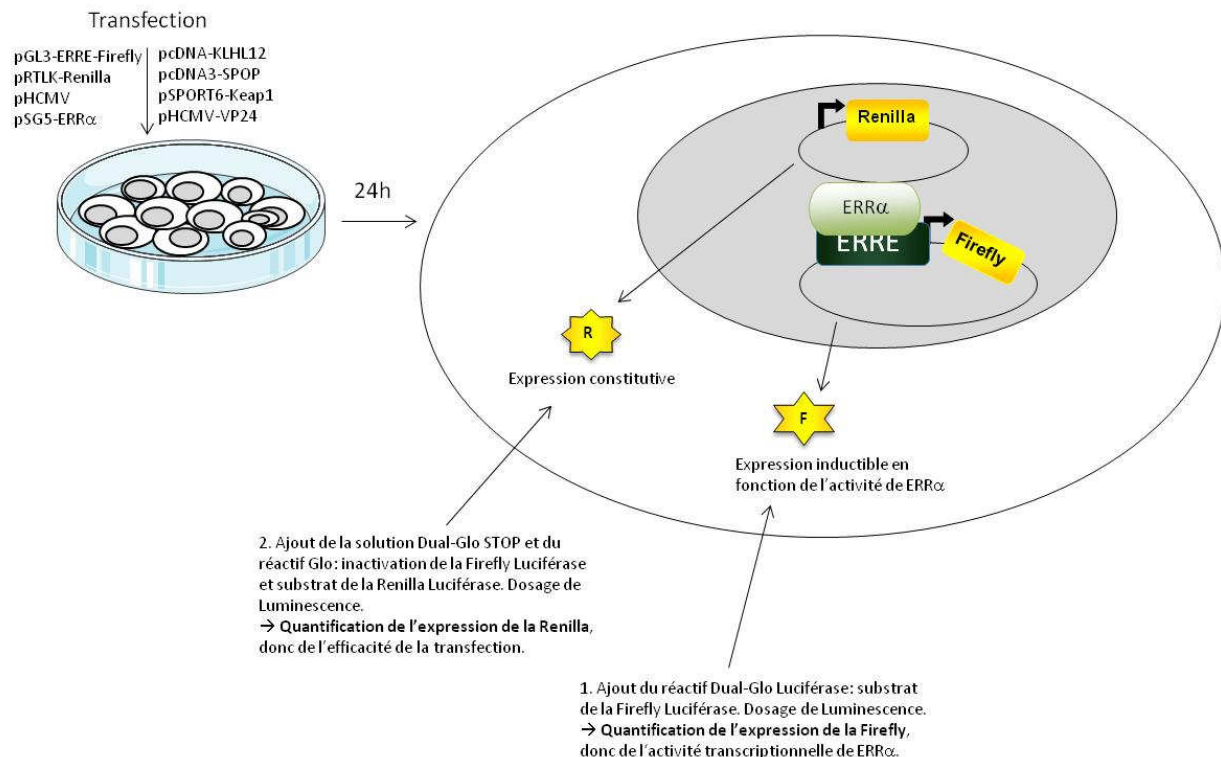 Transfection
pGL3-ERRE-Firefly
pRTLK-Renilla
pHCMV
pSG5-ERRα
pcDNA-KLHL12
pcDNA3-SPOP
pSPORT6-Keap1
pHCMV-VP24
24h
Renilla
ERRα
ERRE
Firefly
R
Expression constitutive
F
Expression inductible en
fonction de l'activité de ERRα
2. Ajout de la solution Dual-Glo STOP et du
réactif Glo: inactivation de la Firefly Luciférase
et substrat de la Renilla Luciférase. Dosage de
Luminescence.
→ Quantification de l'expression de la Renilla,
donc de l'efficacité de la transfection.
1. Ajout du réactif Dual-Glo Luciférase: substrat
de la Firefly Luciférase. Dosage de Luminescence.
→ Quantification de l'expression de la Firefly,
donc de l'activité transcriptionnelle de ERRα.